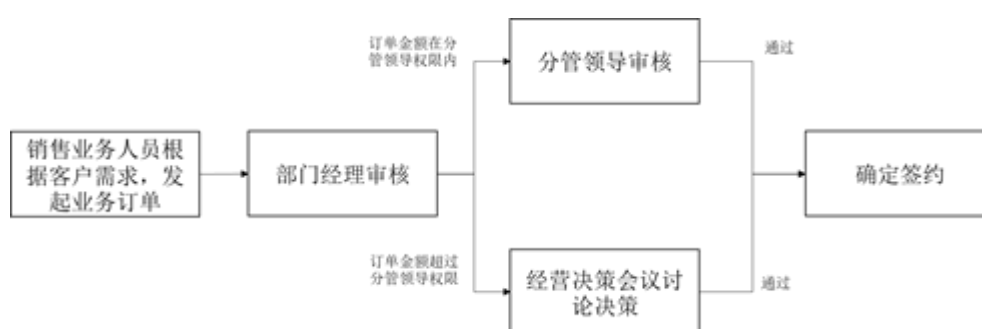 销售业务人员根
据客户需求，发
起业务订单
部门经理审核
订单金额在分
管领导权限内
分管领导审核
通过
订单金额超过
分管领导权限
经营决策会议讨
论决策
通过
确定签约